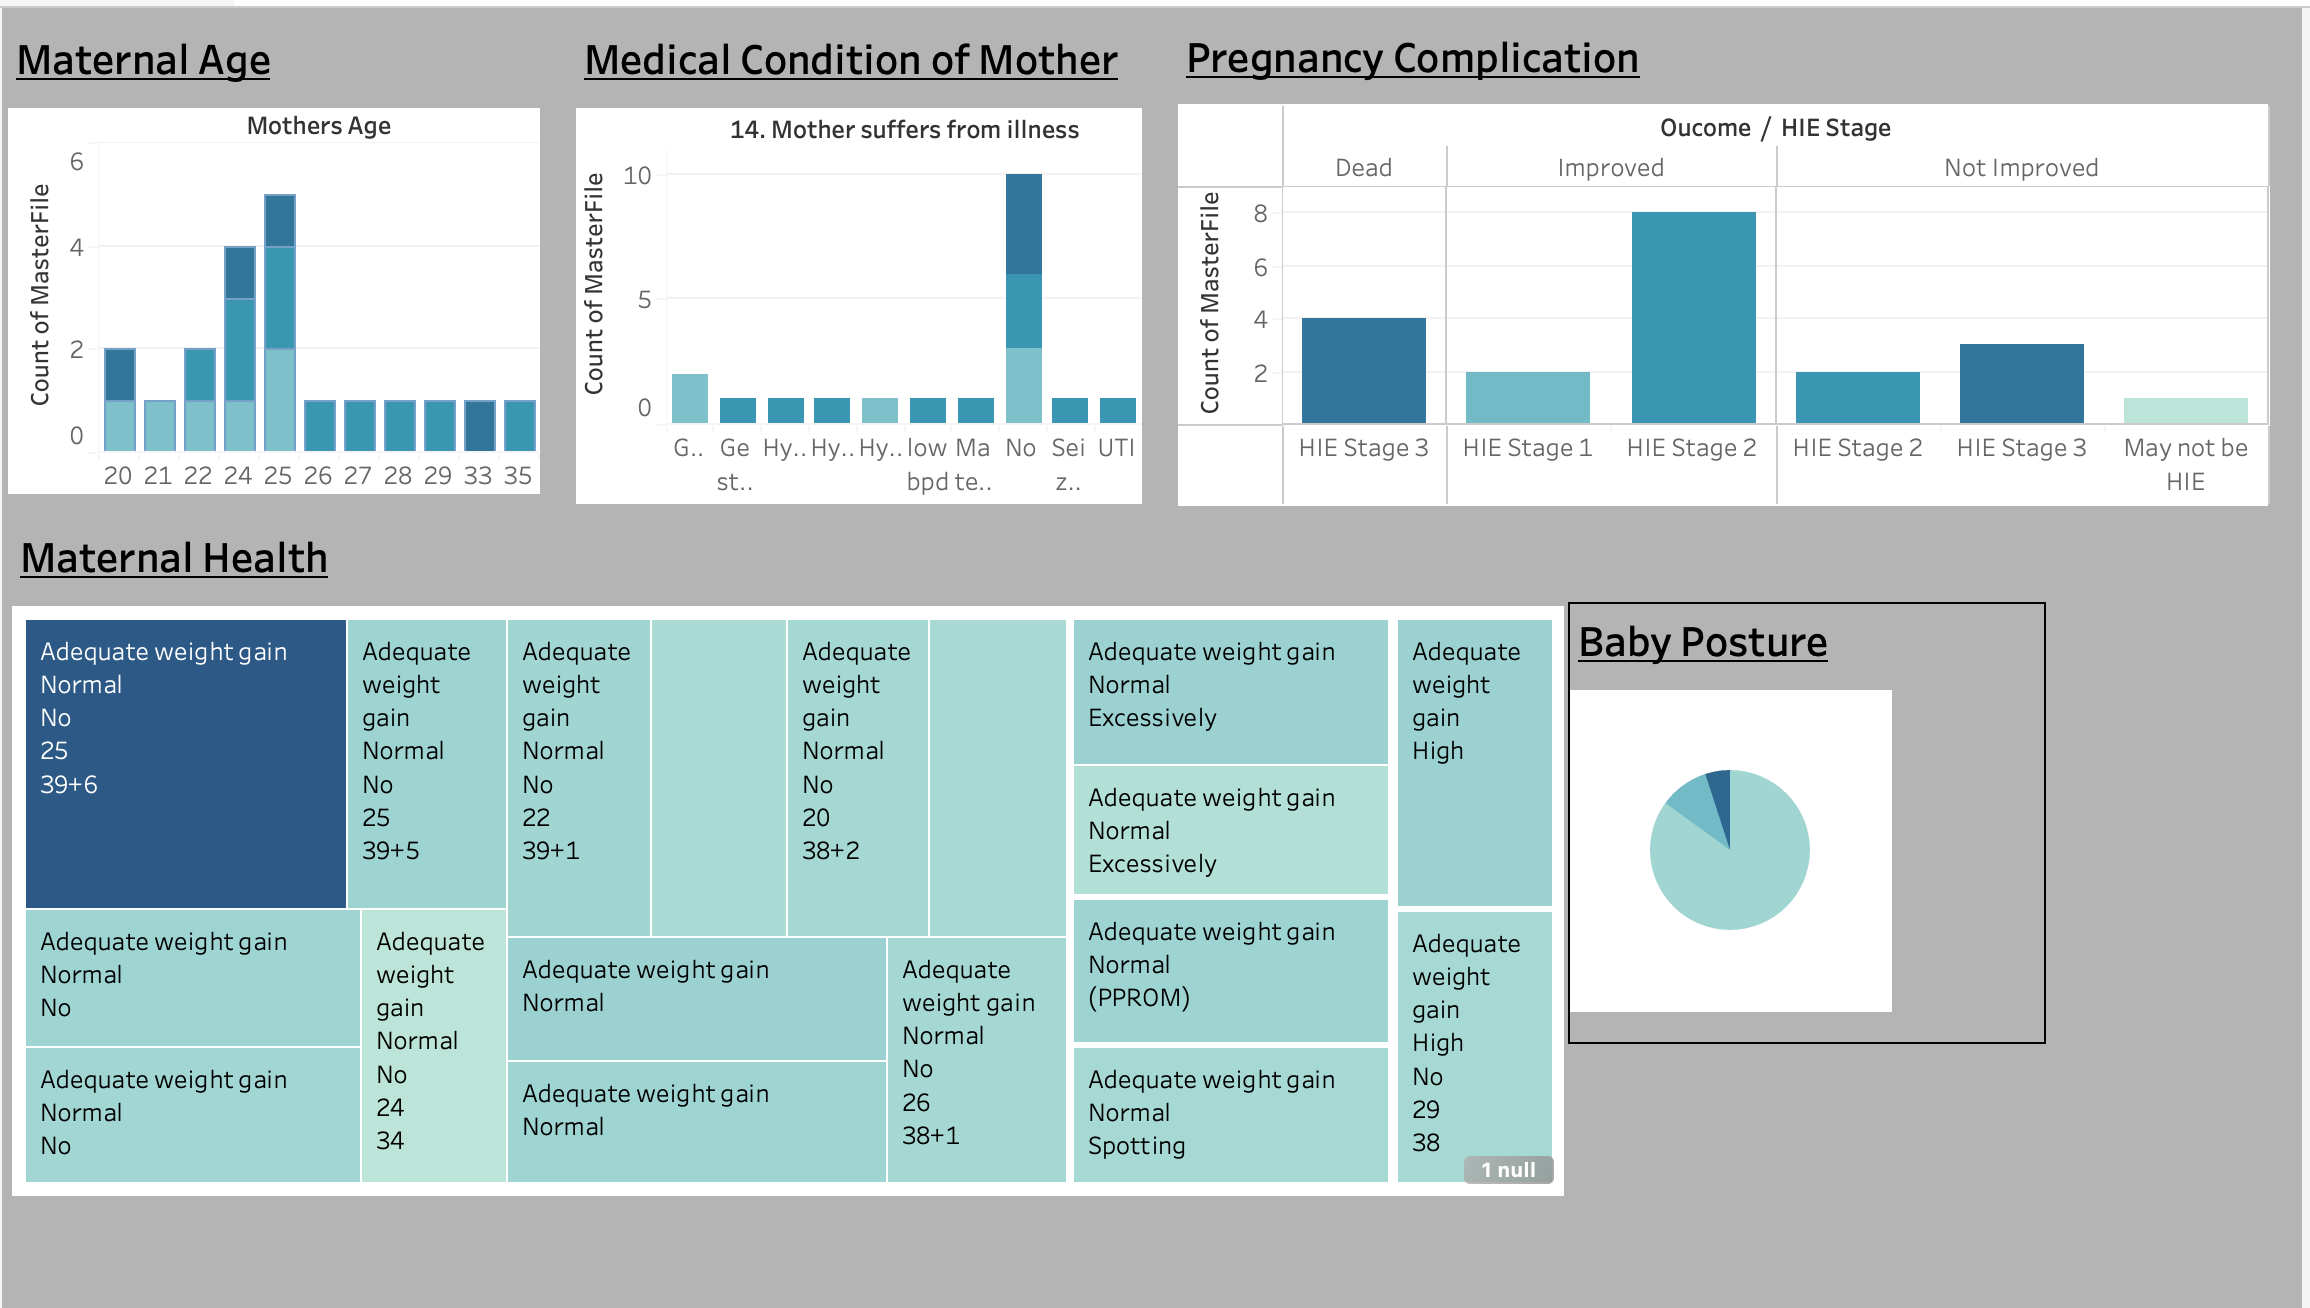 Maternal Age
Mothers Age
Count of MasterFile
6
4
2
0
20 21 22 24 25 26 27 28 29 33 35
Medical Condition of Mother
14. Mother suffers from illness
Count of MasterFile
10
5
0
G.. Ge Hy.. Hy.. Hy.. low Ma No Sei UTI
st.. bpd te.. z..
Pregnancy Complication
Oucome / HIE Stage
Dead Improved Not Improved
Count of MasterFile
8
6
4
2
HIE Stage 3 HIE Stage 1 HIE Stage 2 HIE Stage 2 HIE Stage 3 May not be
HIE
Maternal Health
Adequate weight gain
Normal
No
25
39+6
Adequate
weight
gain
Normal
No
25
39+5
Adequate weight gain
Normal
No
Adequate weight gain
Normal
No
Adequate
weight
gain
Normal
No
24
34
Adequate
weight
gain
Normal
No
22
39+1
Adequate
weight
gain
Normal
No
20
38+2
Adequate weight gain
Normal
Adequate weight gain
Normal
Adequate
weight gain
Normal
No
26
38+1
Adequate weight gain
Normal
Excessively
Adequate weight gain
Normal
Excessively
Adequate weight gain
Normal
(PPROM)
Adequate weight gain
Normal
Spotting
Adequate
weight
gain
High
Adequate
weight
gain
High
No
29
38
1 null
Baby Posture